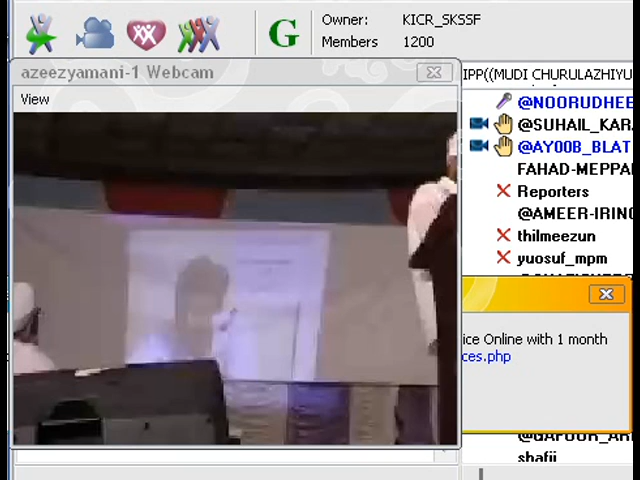 Owner: KICR_SKSSF
Members 1200
G
azeezyamani-1 Webcam
View
IPP((MUDI CHURULAZHIYU
@NOORUDHEE
@SUHAIL_KAR
@AYOOB_BLAT
FAHAD-MEPPA
Reporters
@AMEER-IRING
thilmeezun
yuosuf_mpm
ice Online with 1 month
ces.php
shafii